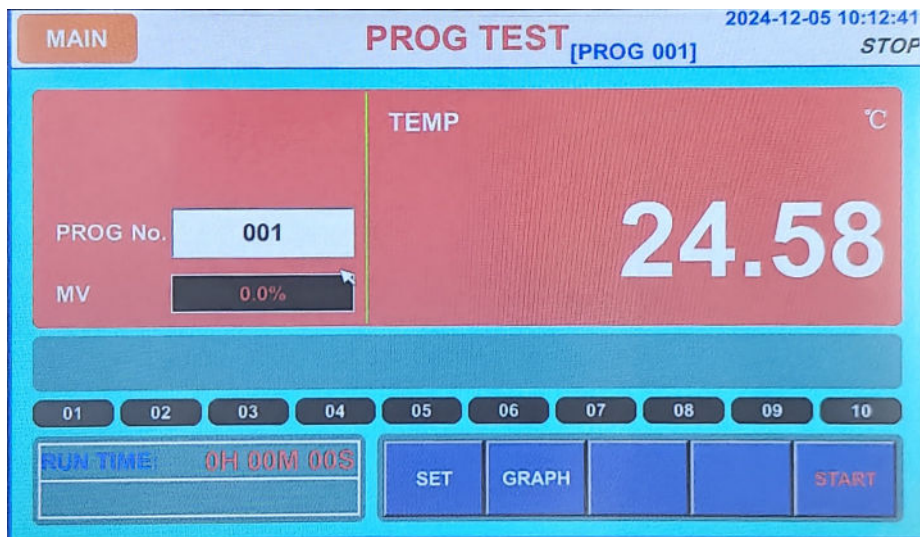 MAIN
PROG TEST
[PROG 001]
2024-12-05 10:12:41
STOP
TEMP
℃
PROG No.
001
24.58
MV
0.0%
01 02 03 04 05 06 07 08 09 10
RUN TIME: 0H 00M 00S
SET
GRAPH
START